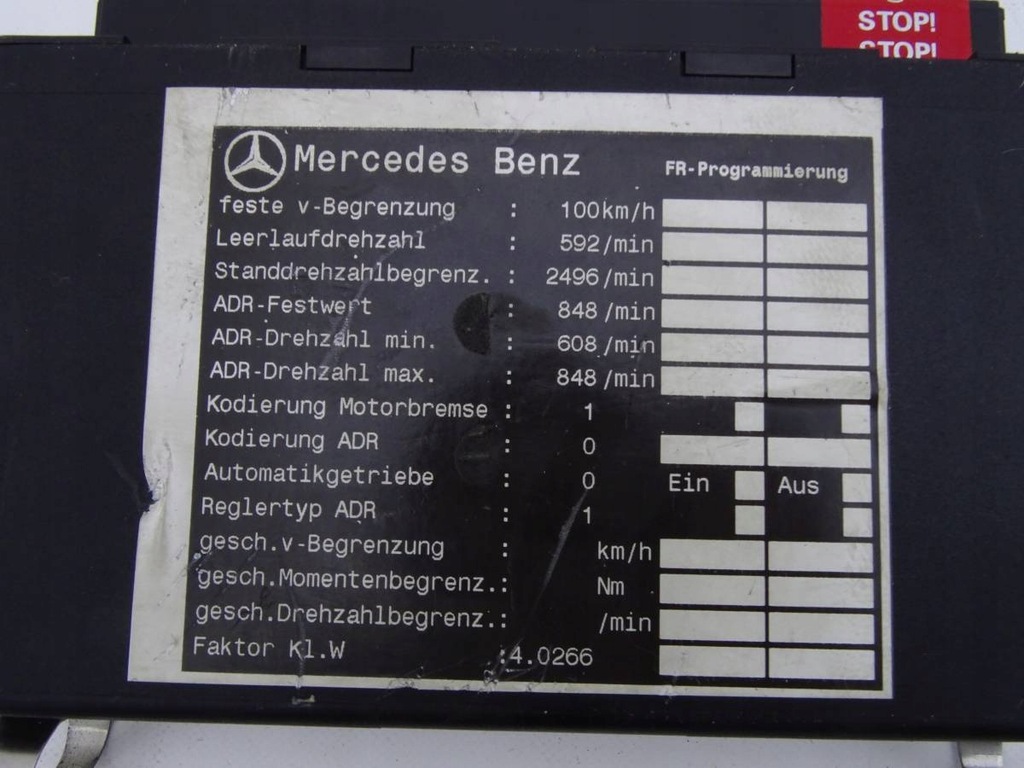 STOP!
STOP!
Mercedes Benz FR-Programmierung
feste v-Begrenzung : 100km/h
Leerlaufdrehzahl : 592/min
Standdrehzahlbegrenz. : 2496/min
ADR-Festwert : 848/min
ADR-Drehzahl min. : 608/min
ADR-Drehzahl max. : 848/min
Kodierung Motorbremse : 1
Kodierung ADR : 0
Automatikgetriebe : 0 Ein Aus
Reglertyp ADR : 1
gesch.v-Begrenzung : km/h
gesch.Momentenbegrenz.: Nm
gesch.Drehzahlbegrenz.: /min
Faktor Kl.W :4.0266